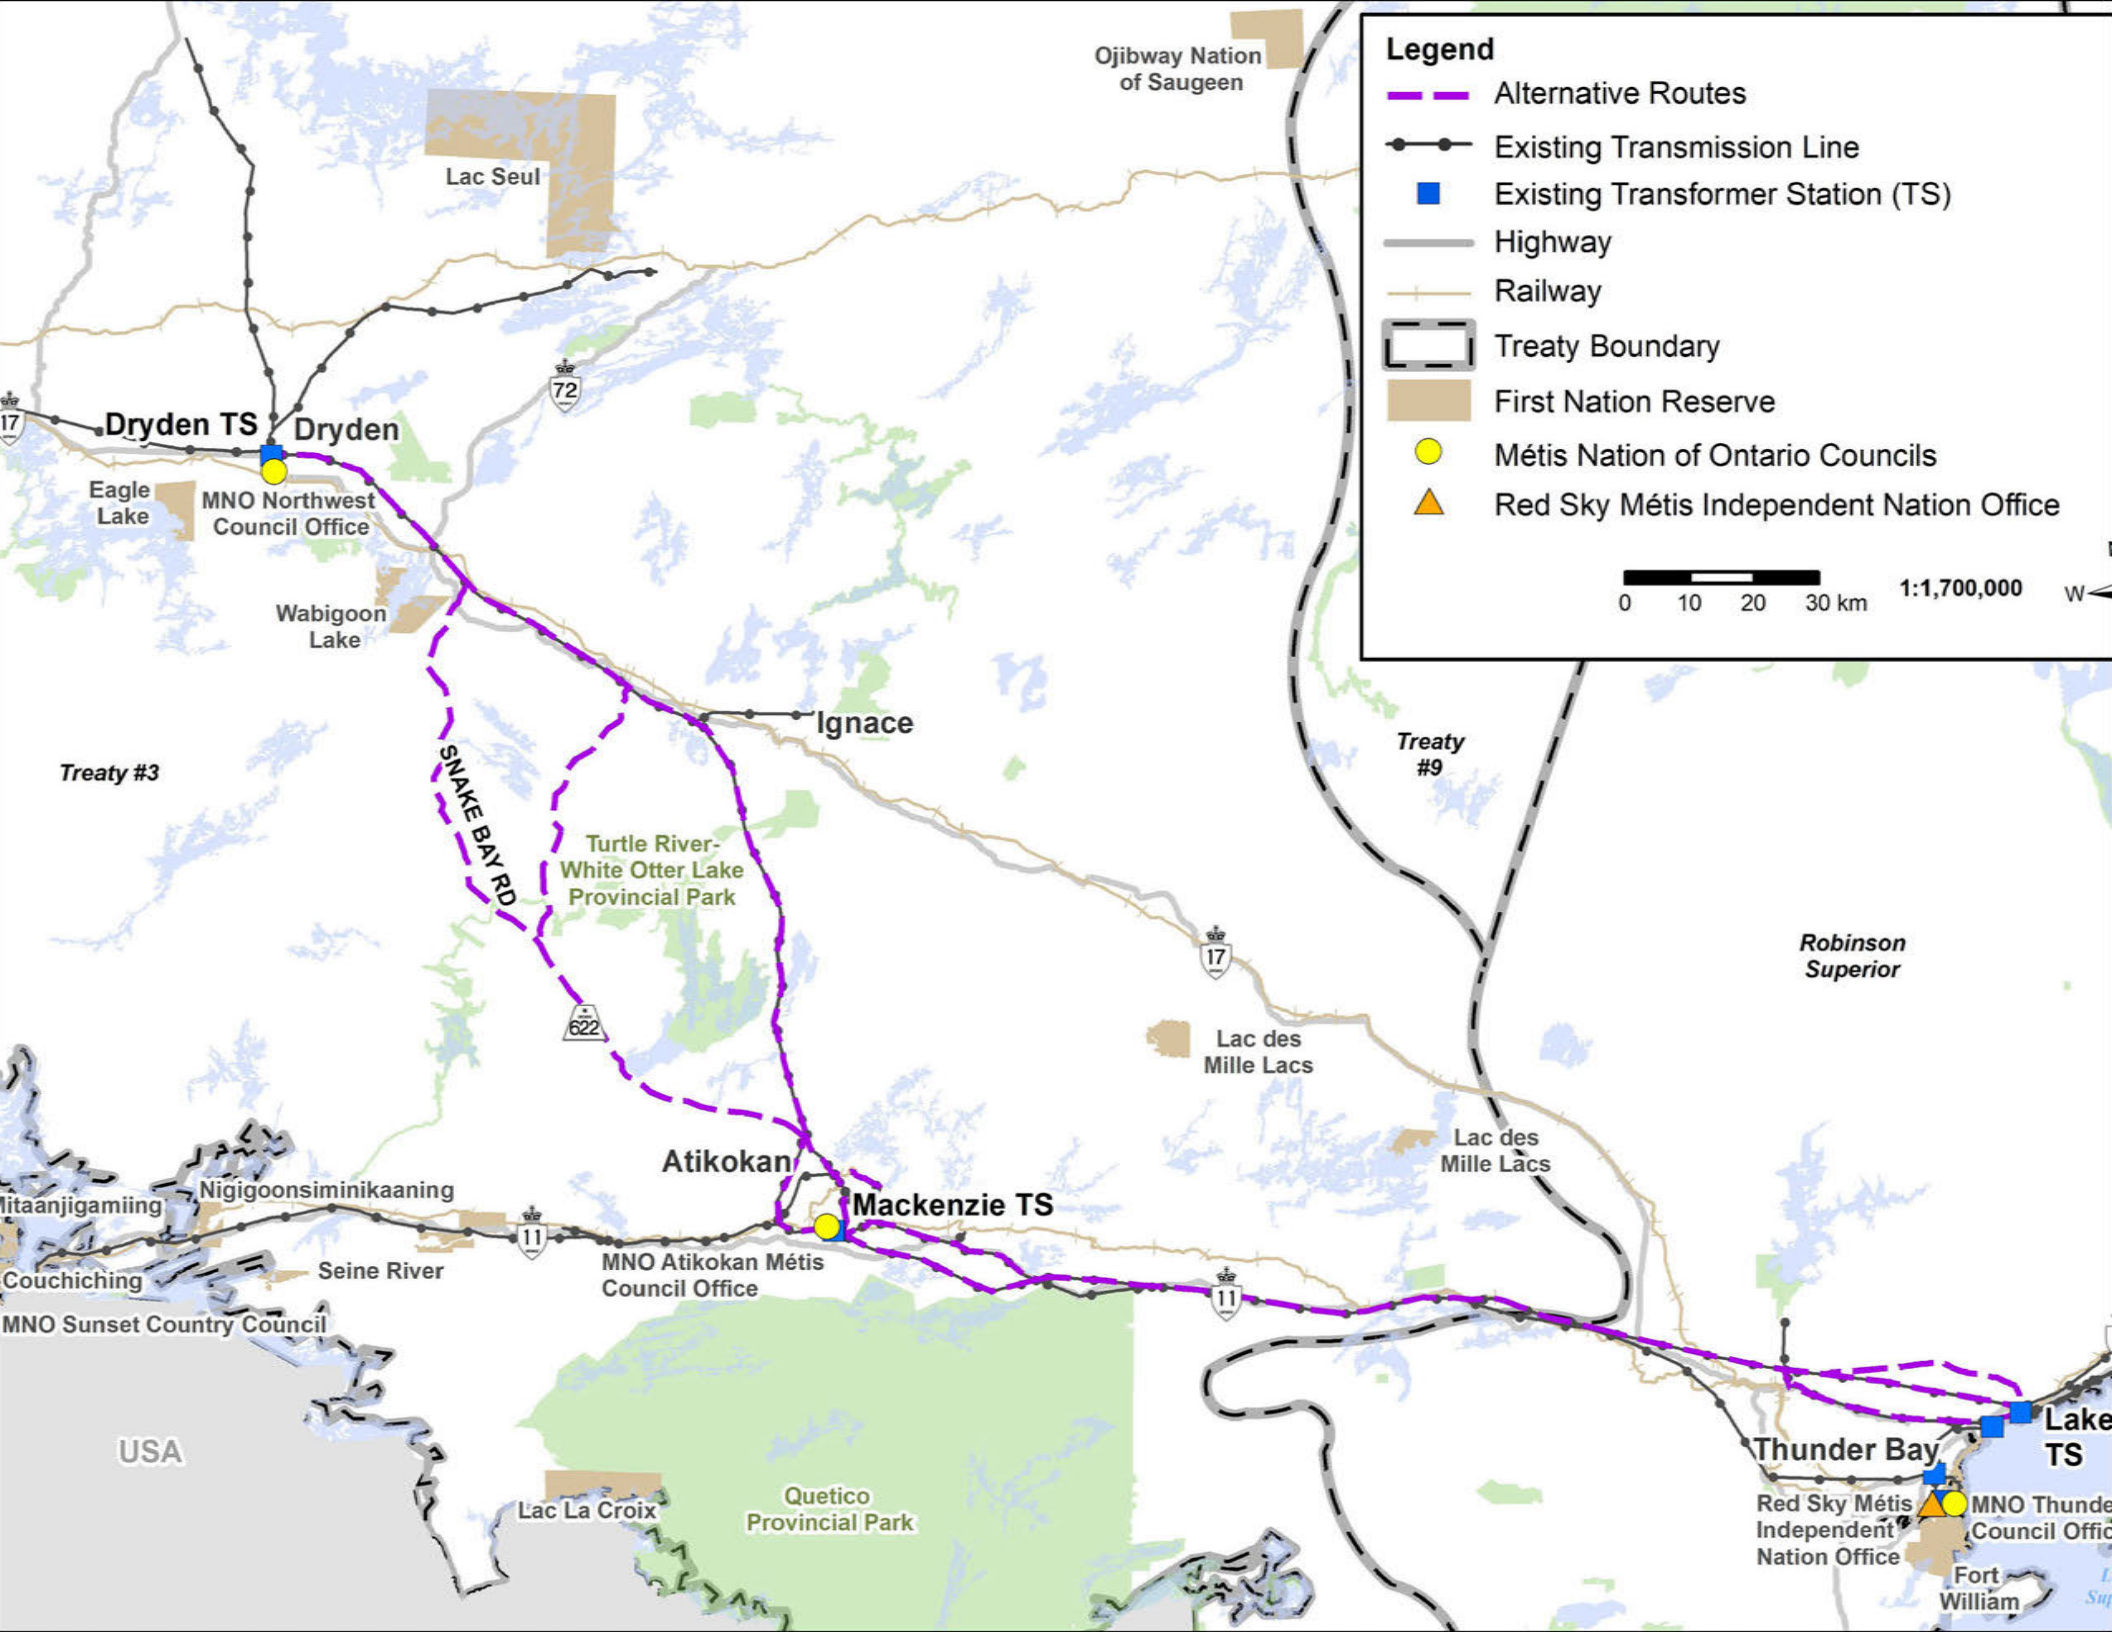 Ojibway Nation
of Saugeen
Legend
Alternative Routes
Existing Transmission Line
Existing Transformer Station (TS)
Highway
Railway
Treaty Boundary
First Nation Reserve
Métis Nation of Ontario Councils
Red Sky Métis Independent Nation Office
0 10 20 30 km
1:1,700,000
W
Lac Seul
72
17
Dryden TS
Dryden
Eagle
Lake
MNO Northwest
Council Office
Wabigoon
Lake
Ignace
Treaty
#9
Treaty #3
SNAKE BAY RD
Turtle River-
White Otter Lake
Provincial Park
17
Robinson
Superior
622
Lac des
Mille Lacs
Lac des
Mille Lacs
Atikokan
Mackenzie TS
Nigigoonsiminikaaning
Mitaanjigamiing
11
Seine River
MNO Atikokan Métis
Council Office
Couchiching
MNO Sunset Country Council
11
USA
Lac La Croix
Quetico
Provincial Park
Lake
TS
Thunder Bay
Red Sky Métis
Independent
Nation Office
MNO Thunde
Council Offic
Fort
William